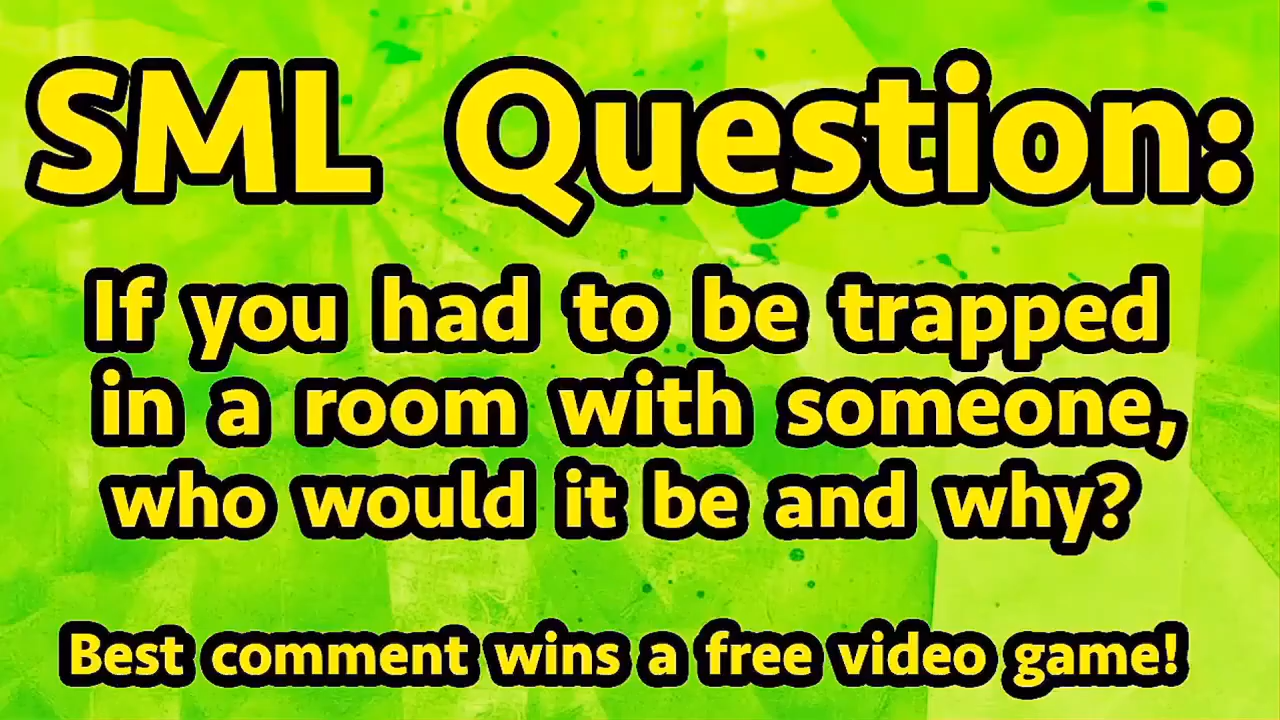 SML Question:
If you had to be trapped
in a room with someone,
who would it be and why?
Best comment wins a free video game!